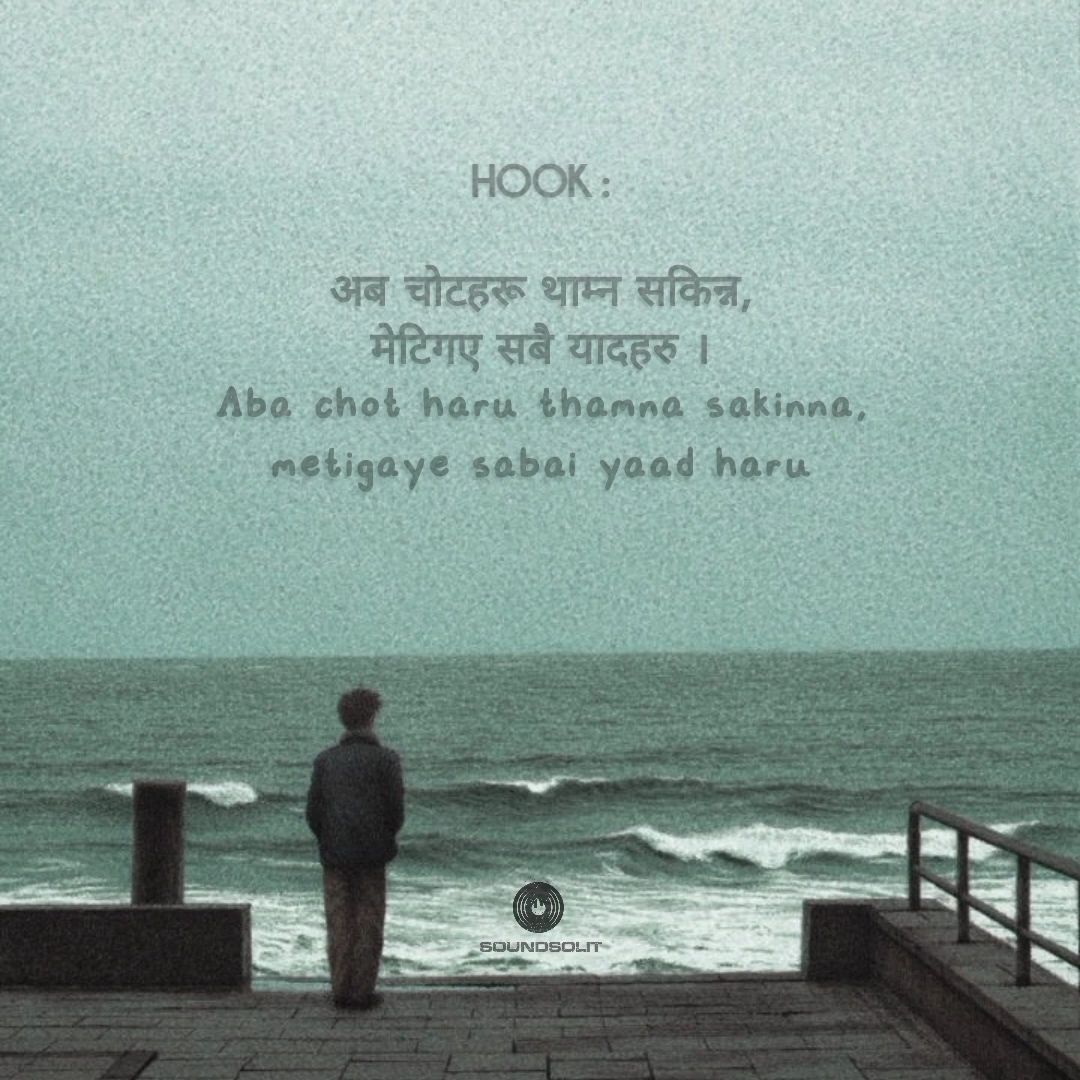 HOOK :
अब चोटहरू थाम्न सकिन्न,
मेटिगए सबै यादहरु ।
Aba chot haru thamna sakinna,
metigaye sabai yaad haru
SOUNDSOLIT